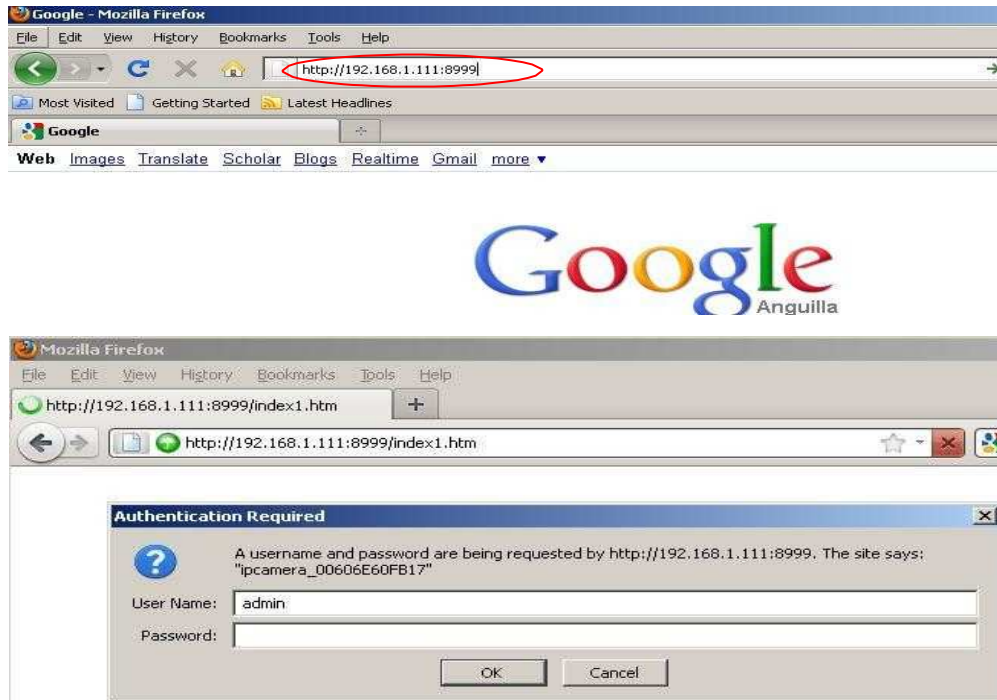 Google - Mozilla Firefox
File Edit View History Bookmarks Tools Help
http://192.168.1.111:8999
Most Visited Getting Started Latest Headlines
Google
Web Images Translate Scholar Blogs Realtime Gmail more ▼
Google
Anguilla
Mozilla Firefox
File Edit View History Bookmarks Tools Help
http://192.168.1.111:8999/index1.htm
http://192.168.1.111:8999/index1.htm
Authentication Required
A username and password are being requested by http://192.168.1.111:8999. The site says:
"ipcamera_00606E60FB17"
User Name: admin
Password:
OK Cancel